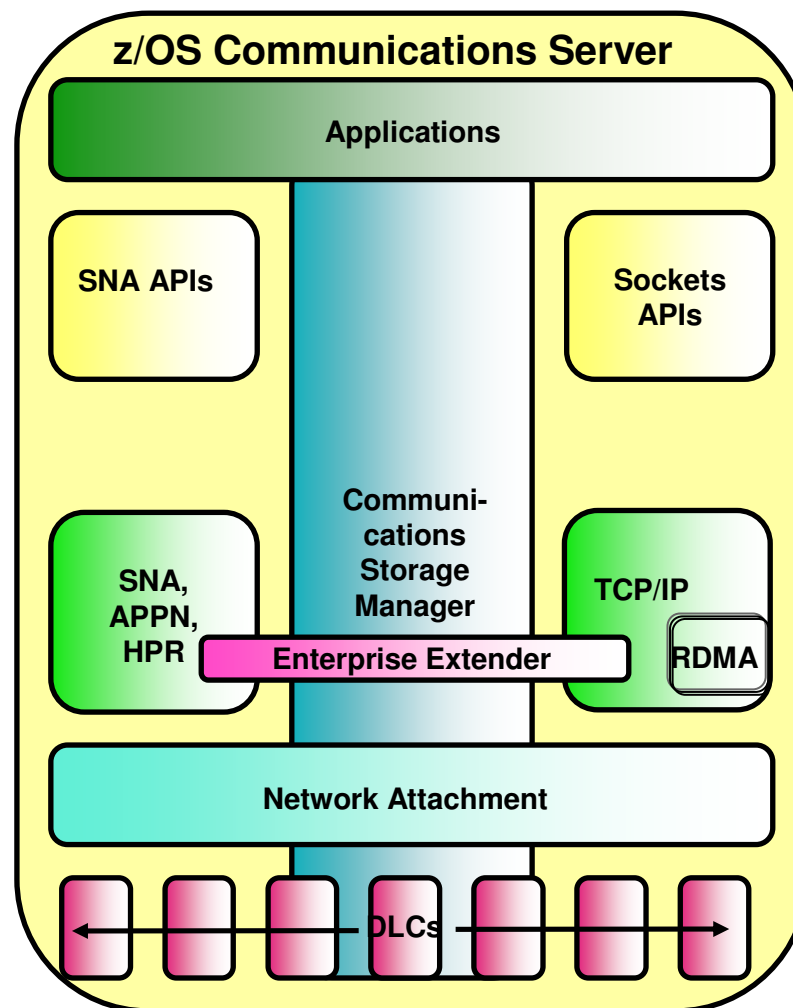 z/OS Communications Server
Applications
SNA APIs
Sockets
APIs
Communi-
cations
Storage
Manager
SNA,
APPN,
HPR
TCP/IP
Enterprise Extender
RDMA
Network Attachment
DLCs